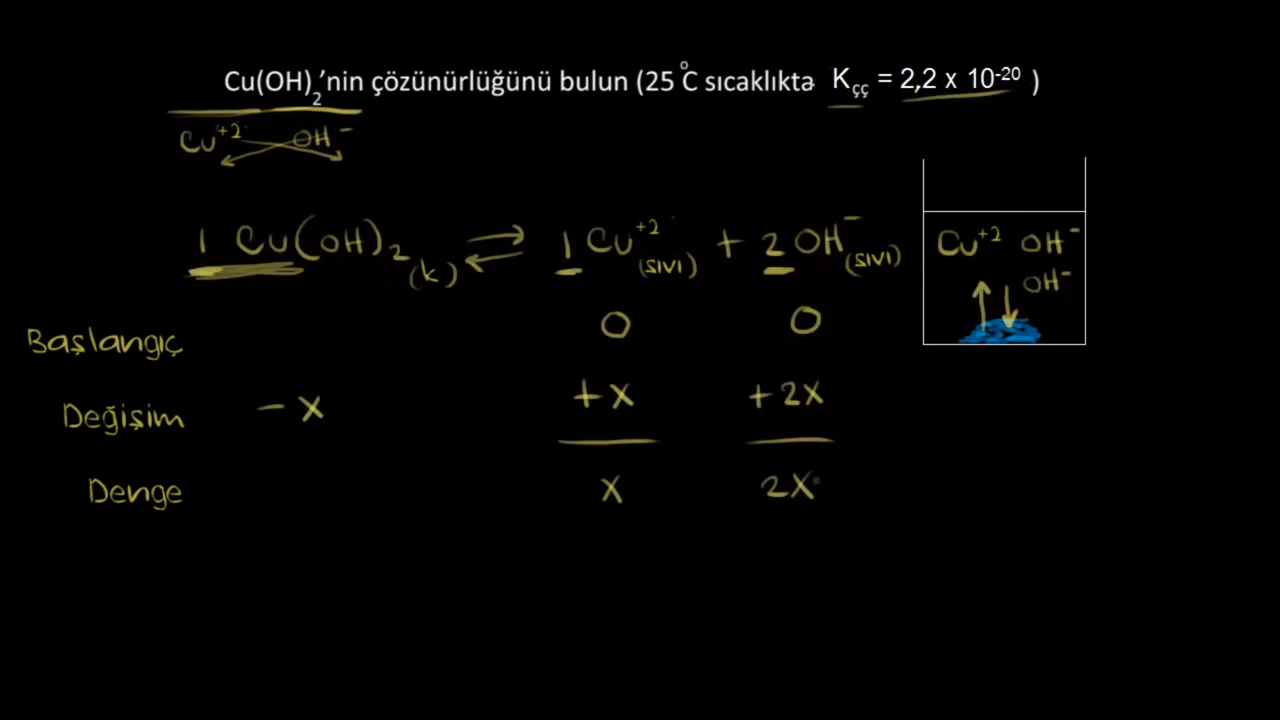 Cu(OH)₂'nin çözünürlüğünü bulun (25 °C sıcaklıkta K꜀꜀ = 2,2 x 10⁻²⁰ )
Cu⁺² OH⁻
1 Cu(OH)₂ (k) ⇌ 1 Cu⁺² (sıvı) + 2 OH⁻ (sıvı)
Cu⁺² OH⁻
OH⁻
Başlangıç 0 0
Değişim - X + X + 2X
Denge X 2X